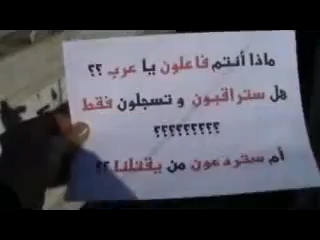 ماذا أنتم فاعلون يا عرب ؟؟
هل ستراقبون و تسجلون فقط
؟؟؟؟؟؟؟؟؟
أم ستردعون من يقتلنا ؟؟